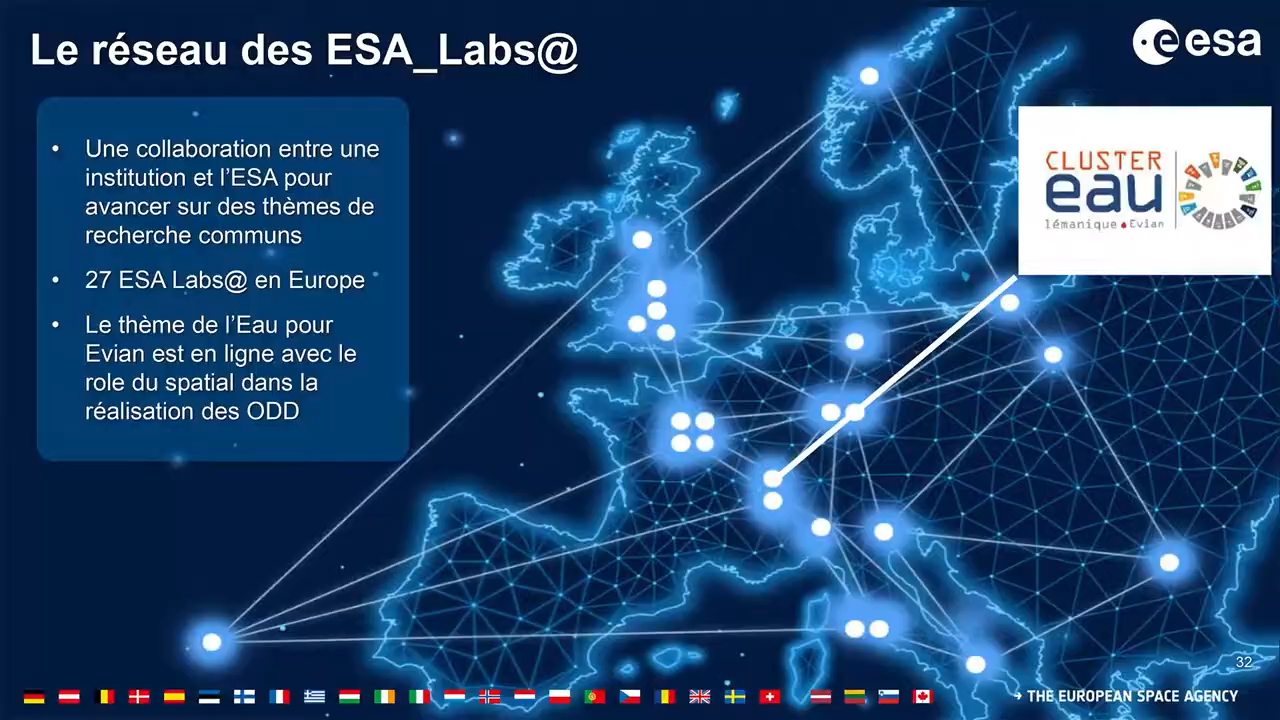 Le réseau des ESA_Labs@
esa
• Une collaboration entre une
institution et l’ESA pour
avancer sur des thèmes de
recherche communs
• 27 ESA Labs@ en Europe
• Le thème de l’Eau pour
Evian est en ligne avec le
role du spatial dans la
réalisation des ODD
CLUSTER
eau
lémanique Evian
32
→ THE EUROPEAN SPACE AGENCY